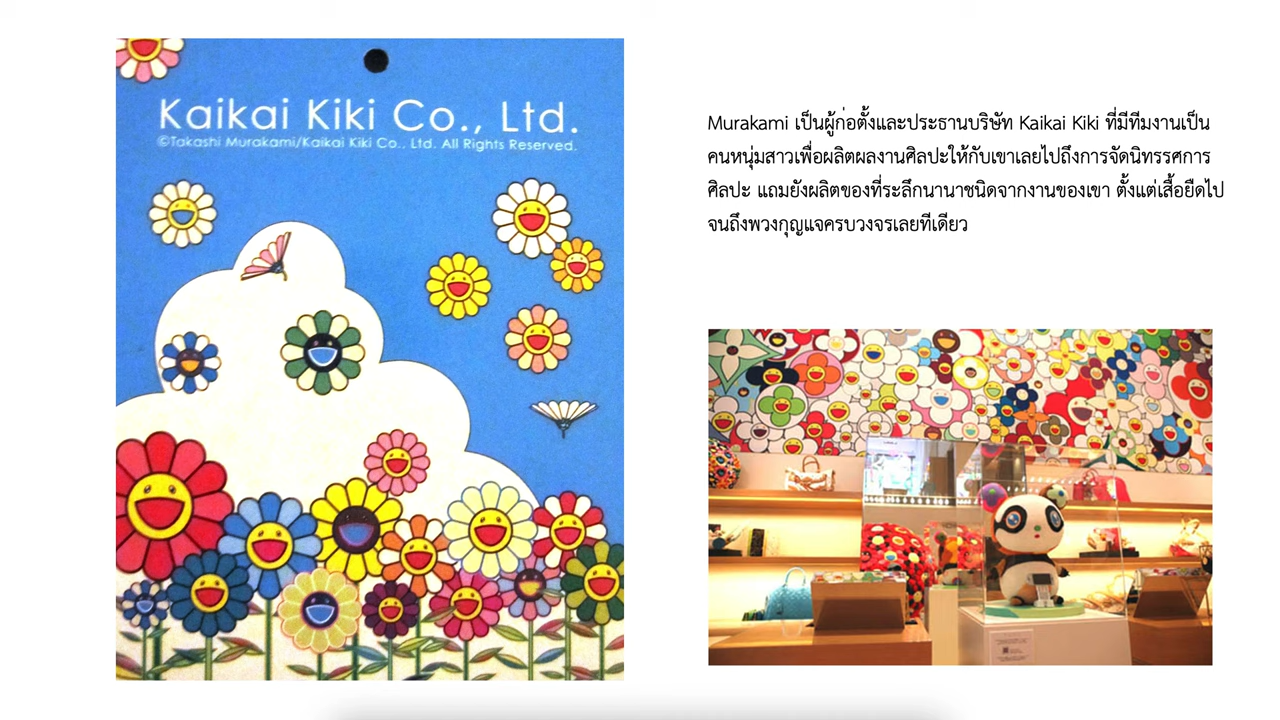 Kaikai Kiki Co., Ltd.
©Takashi Murakami/Kaikai Kiki Co., Ltd. All Rights Reserved.
Murakami เป็นผู้ก่อตั้งและประธานบริษัท Kaikai Kiki ที่มีทีมงานเป็น
คนหนุ่มสาวเพื่อผลิตผลงานศิลปะให้กับเขาเลยไปถึงการจัดนิทรรศการ
ศิลปะ แถมยังผลิตของที่ระลึกนานาชนิดจากงานของเขา ตั้งแต่เสื้อยืดไป
จนถึงพวงกุญแจครบวงจรเลยทีเดียว